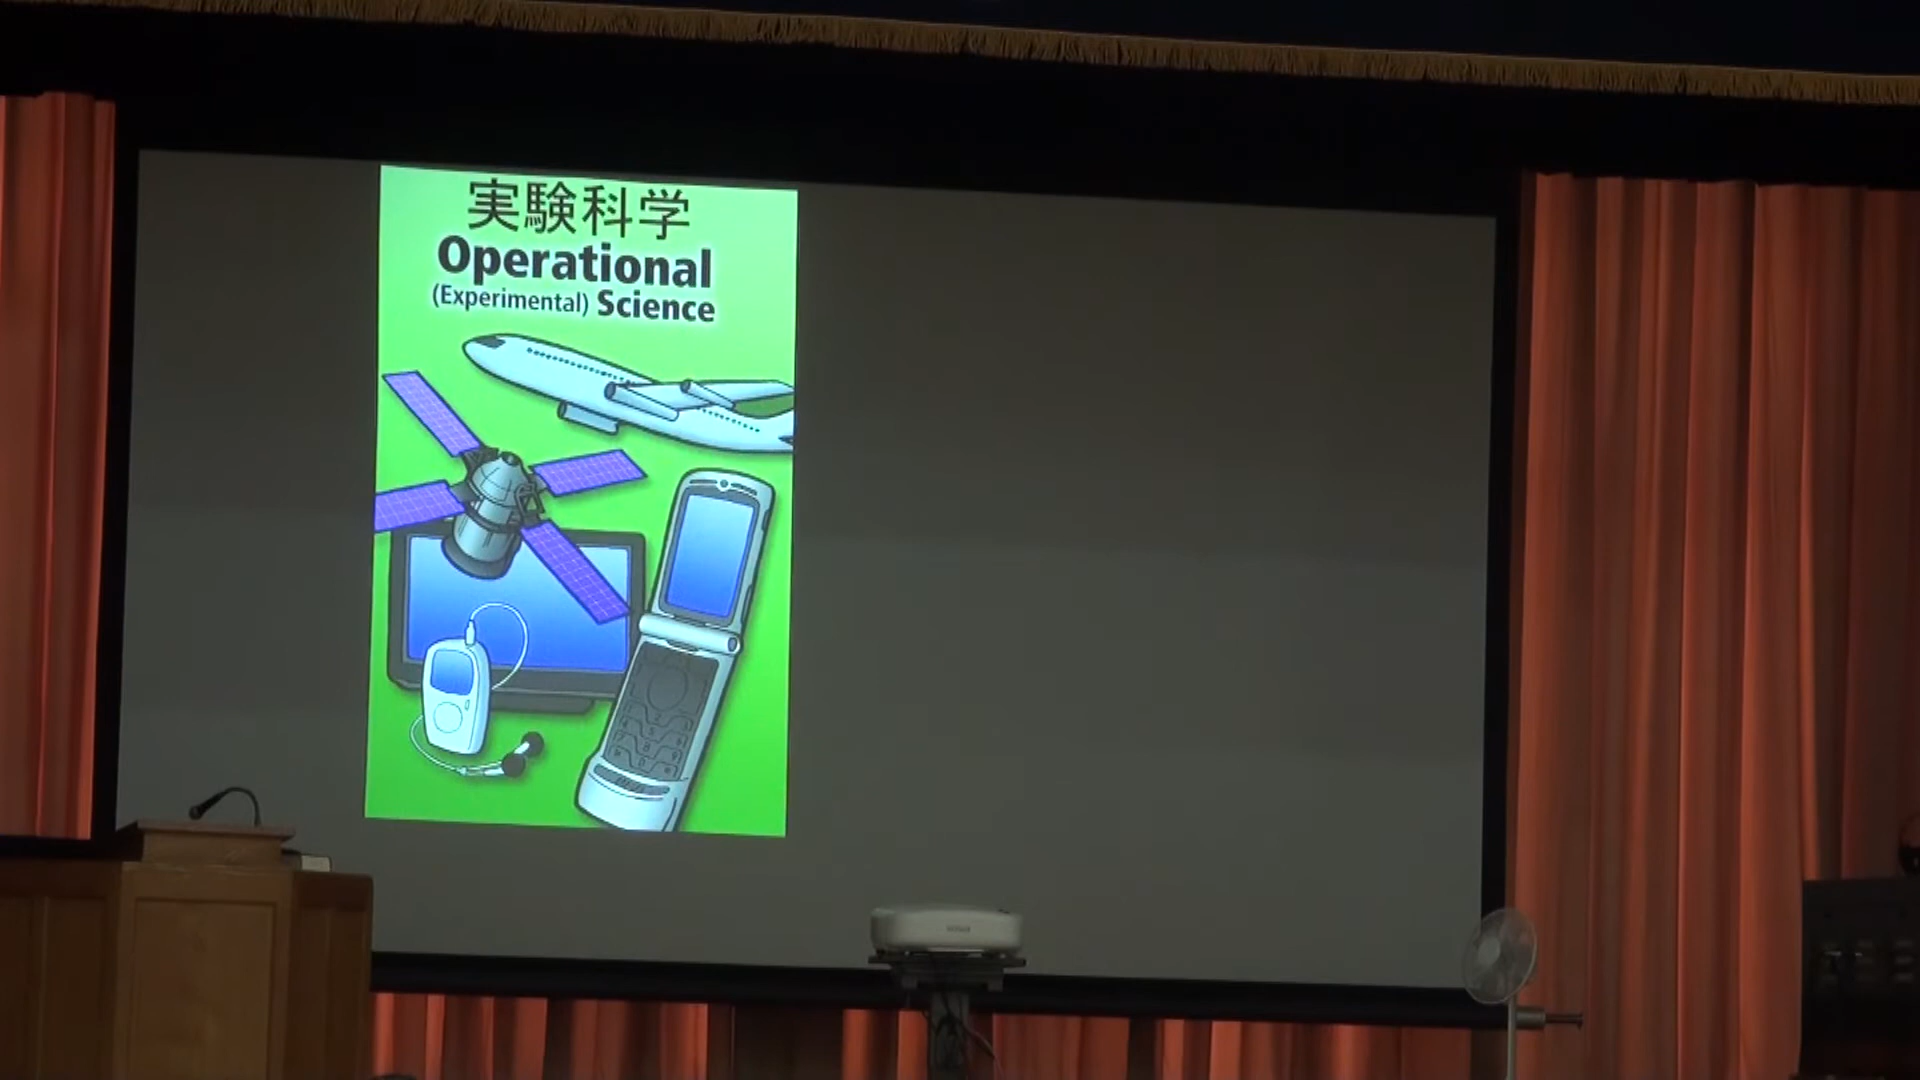 実験科学
Operational
(Experimental) Science